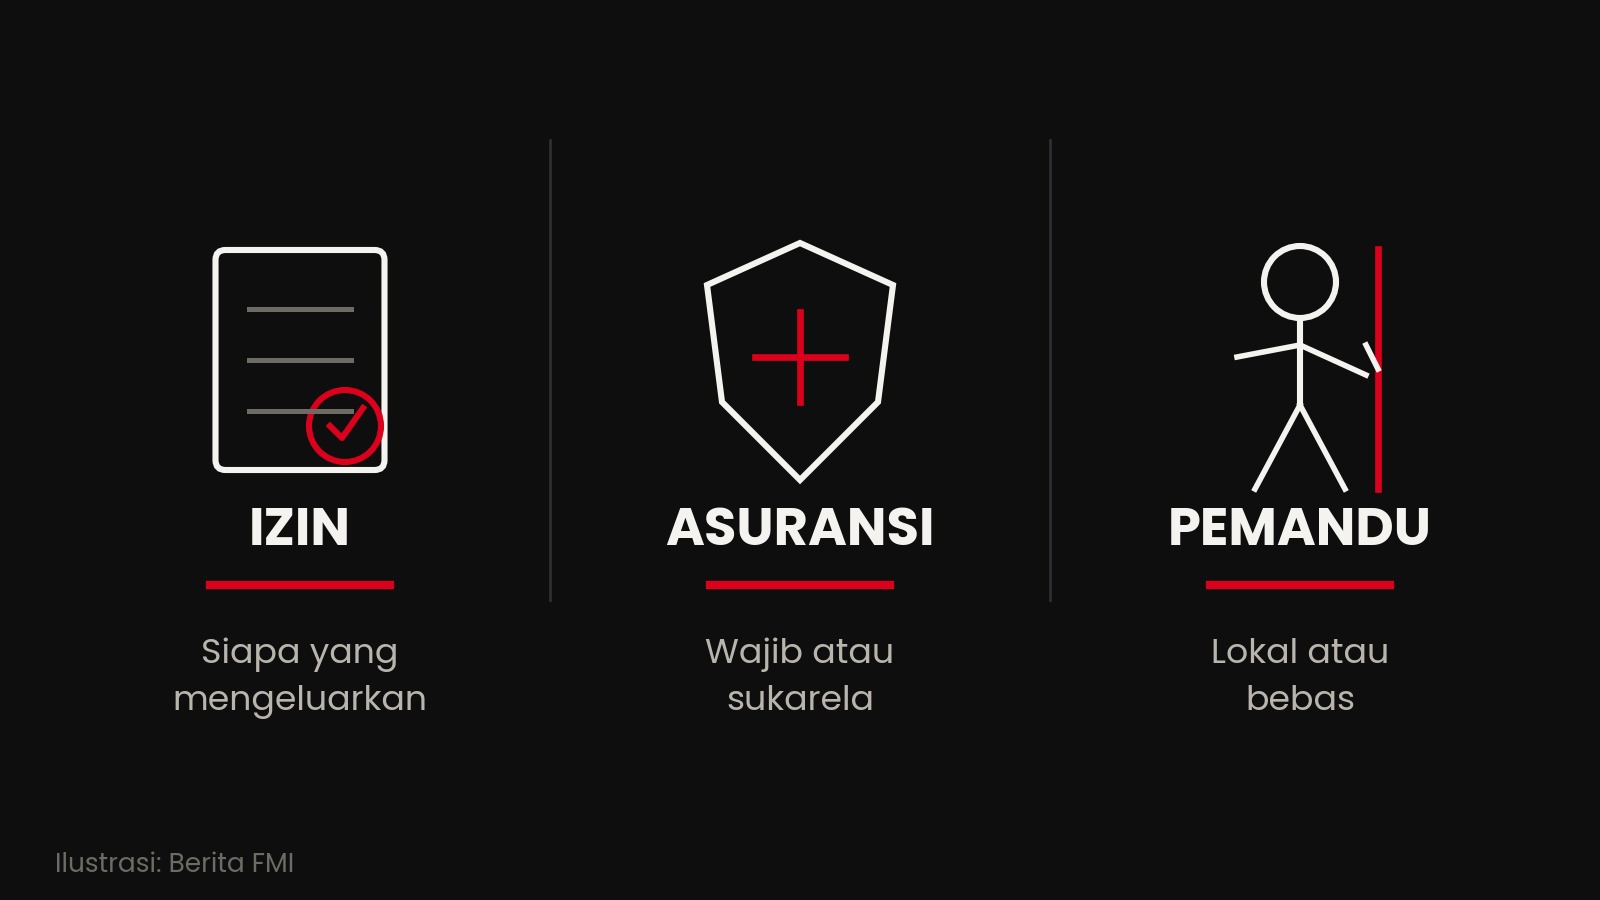 IZIN
Siapa yang
mengeluarkan
ASURANSI
Wajib atau
sukarela
PEMANDU
Lokal atau
bebas
Ilustrasi: Berita FMI